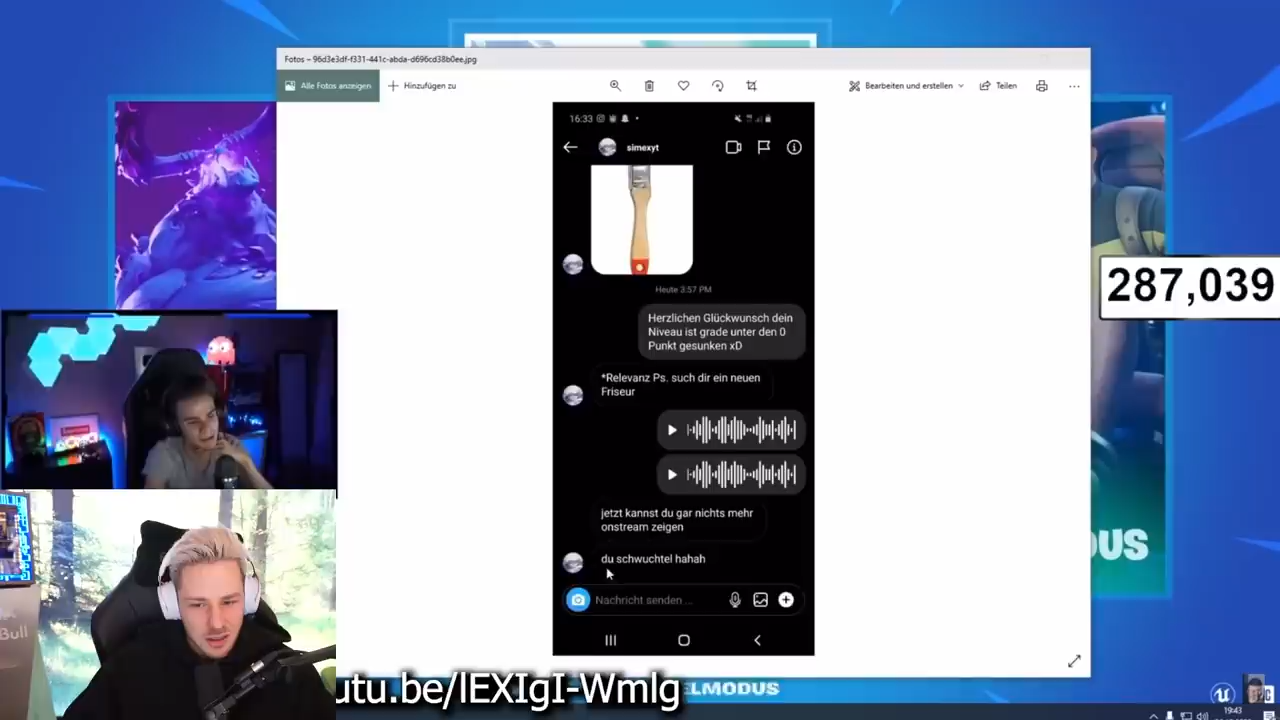 Fotos – 96d3e3df-f331-441c-abda-d696cd38b0ee.jpg
Alle Fotos anzeigen
Hinzufügen zu
Bearbeiten und erstellen
Teilen
16:33
simexyt
Heute 3:57 PM
Herzlichen Glückwunsch dein
Niveau ist grade unter den 0
Punkt gesunken xD
*Relevanz Ps. such dir ein neuen
Friseur
jetzt kannst du gar nichts mehr
onstream zeigen
du schwuchtel hahah
Nachricht senden ...
287,039
Bull
utu.be/lEXIgI-Wmlg
ELMODUS
19:43